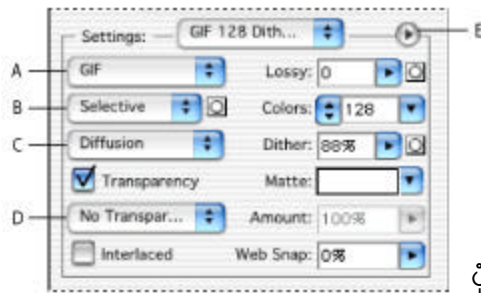 Settings: GIF 128 Dith... E
A GIF Lossy: 0
B Selective Colors: 128
C Diffusion Dither: 88%
Transparency Matte:
D No Transpar... Amount: 100%
Interlaced Web Snap: 0%